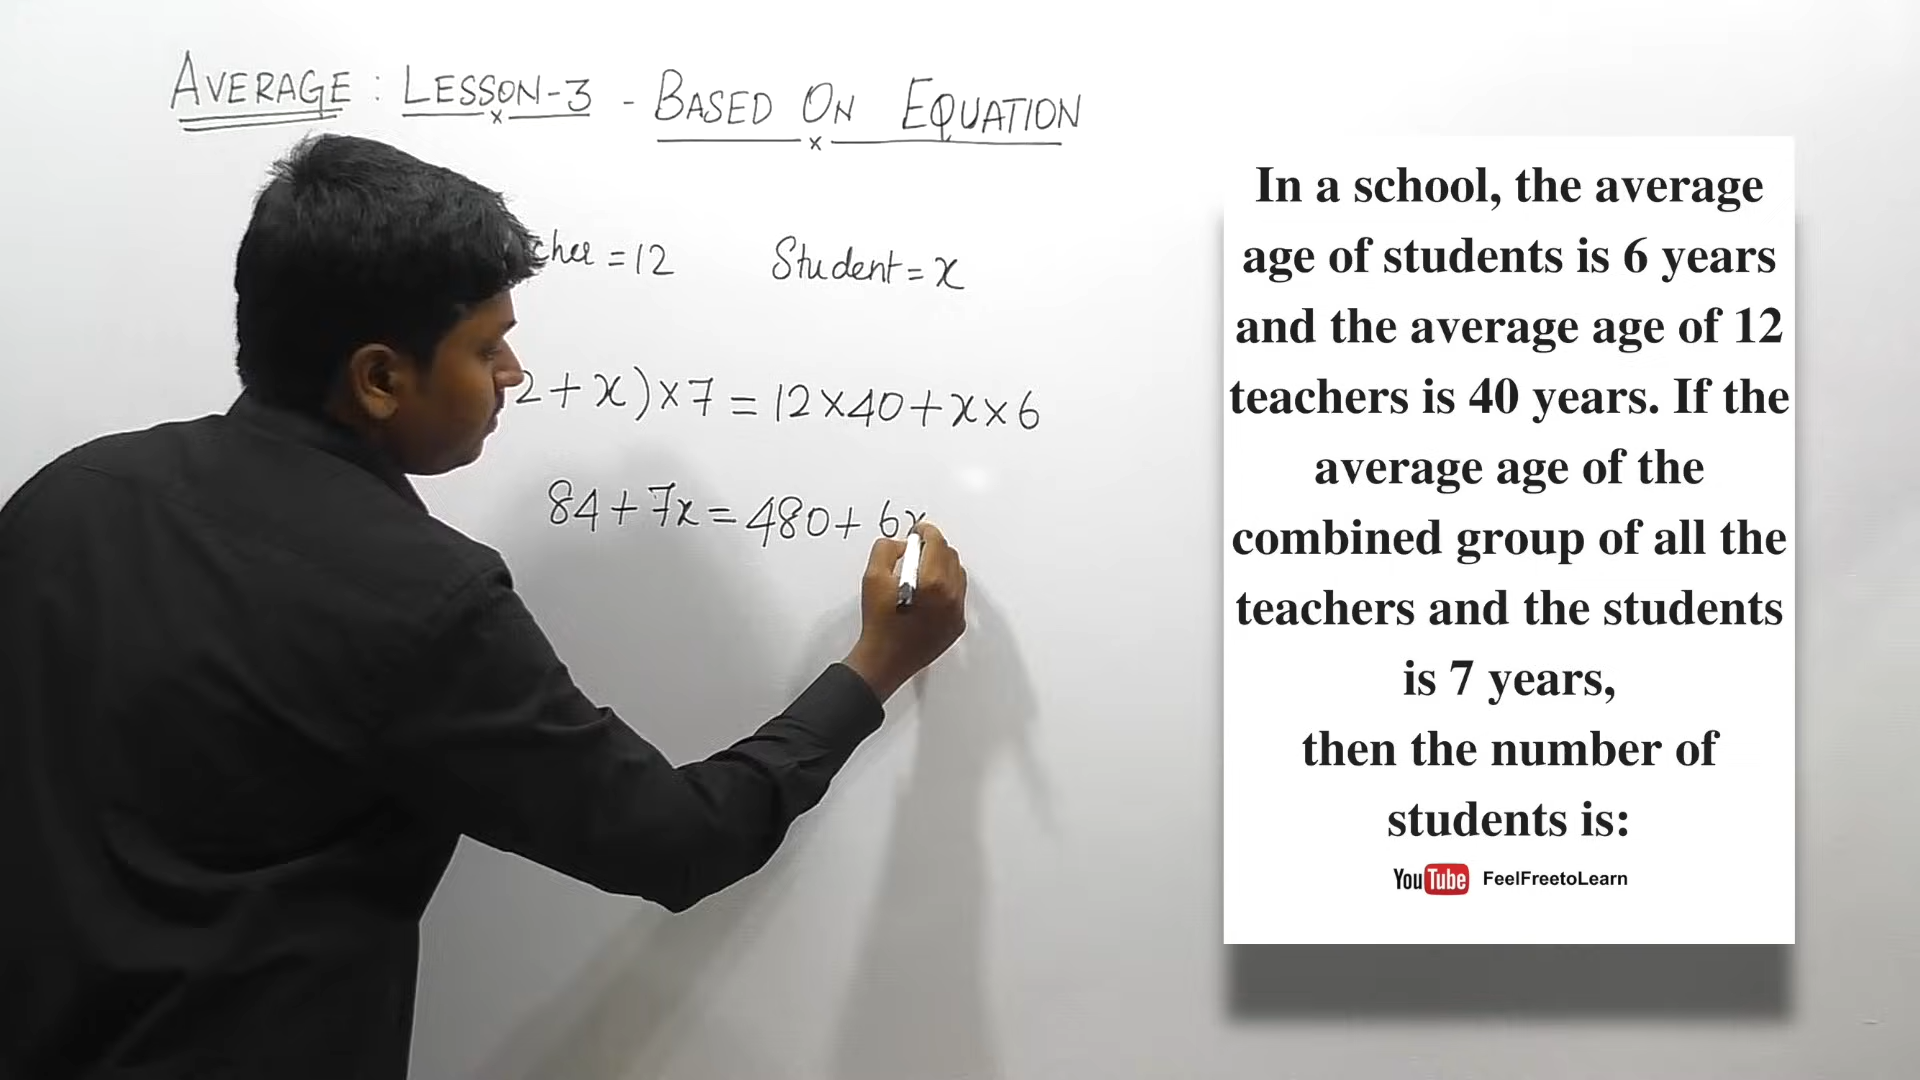 AVERAGE : LESSON-3 - BASED ON EQUATION
= 12 Student = x
+ x) × 7 = 12 × 40 + x × 6
84 + 7x = 480 + 6x
In a school, the average
age of students is 6 years
and the average age of 12
teachers is 40 years. If the
average age of the
combined group of all the
teachers and the students
is 7 years,
then the number of
students is:
YouTube FeelFreetoLearn